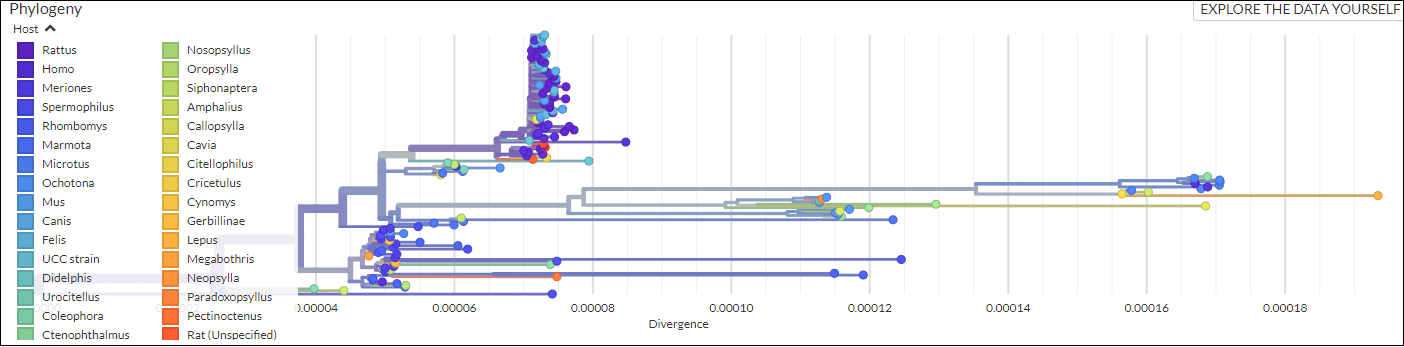 Phylogeny
EXPLORE THE DATA YOURSELF
Host
Rattus
Homo
Meriones
Spermophilus
Rhombomys
Marmota
Microtus
Ochotona
Mus
Canis
Felis
UCC strain
Didelphis
Urocitellus
Coleophora
Ctenophthalmus
Nosopsyllus
Oropsylla
Siphonaptera
Amphalius
Callopsylla
Cavia
Citellophilus
Cricetulus
Cynomys
Gerbillinae
Lepus
Megabothris
Neopsylla
Paradoxopsyllus
Pectinoctenus
Rat (Unspecified)
0.00004 0.00006 0.00008 0.00010 0.00012 0.00014 0.00016 0.00018
Divergence